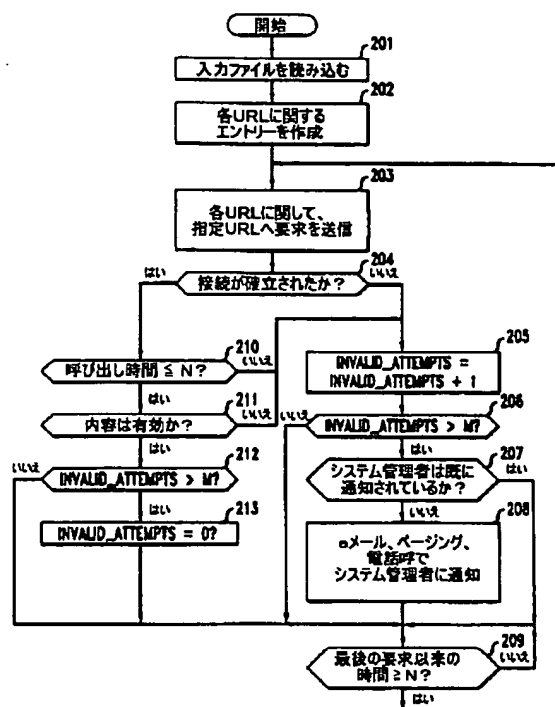 開始
201
入力ファイルを読み込む
202
各URLに関する
エントリーを作成
203
各URLに関して、
指定URLへ要求を送信
204
はい
接続が確立されたか?
いいえ
210
呼び出し時間 ≦ N?
いいえ
はい
211
内容は有効か?
いいえ
はい
212
いいえ
INVALID_ATTEMPTS > M?
はい
213
INVALID_ATTEMPTS = 0?
205
INVALID_ATTEMPTS =
INVALID_ATTEMPTS + 1
206
いいえ
INVALID_ATTEMPTS > M?
はい
207
システム管理者は既に
通知されているか?
はい
いいえ
208
eメール、ページング、
電話呼で
システム管理者に通知
209
最後の要求以来の
時間 ≧ N?
いいえ
はい